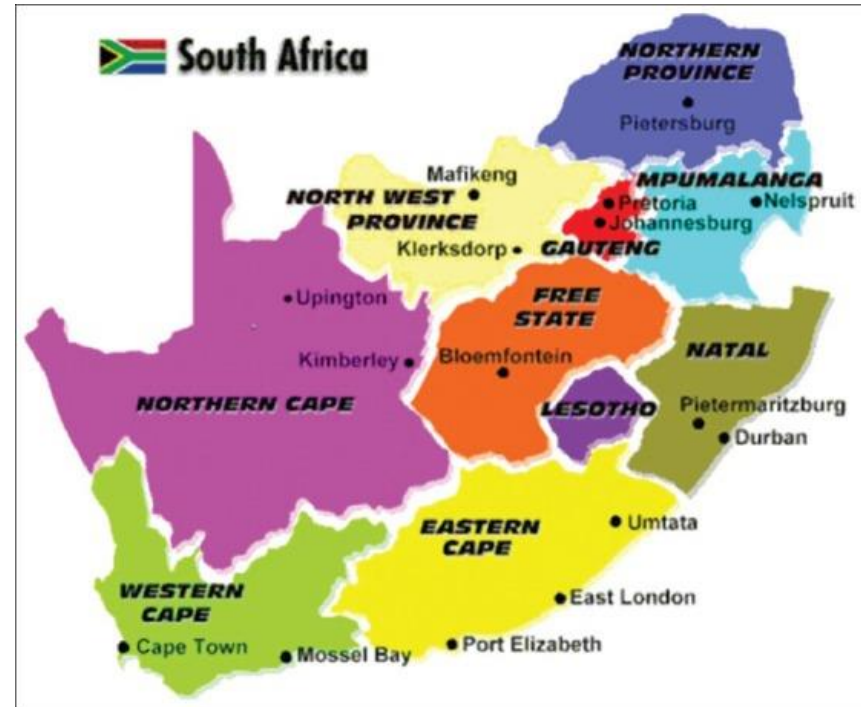 South Africa
NORTHERN
PROVINCE
Pietersburg
Mafikeng
NORTH WEST
PROVINCE
Klerksdorp
MPUMALANGA
Pretoria
Nelspruit
Johannesburg
GAUTENG
Upington
FREE
STATE
Kimberley
Bloemfontein
NATAL
NORTHERN CAPE
LESOTHO
Pietermaritzburg
Durban
EASTERN
CAPE
Umtata
WESTERN
CAPE
East London
Cape Town
Mossel Bay
Port Elizabeth